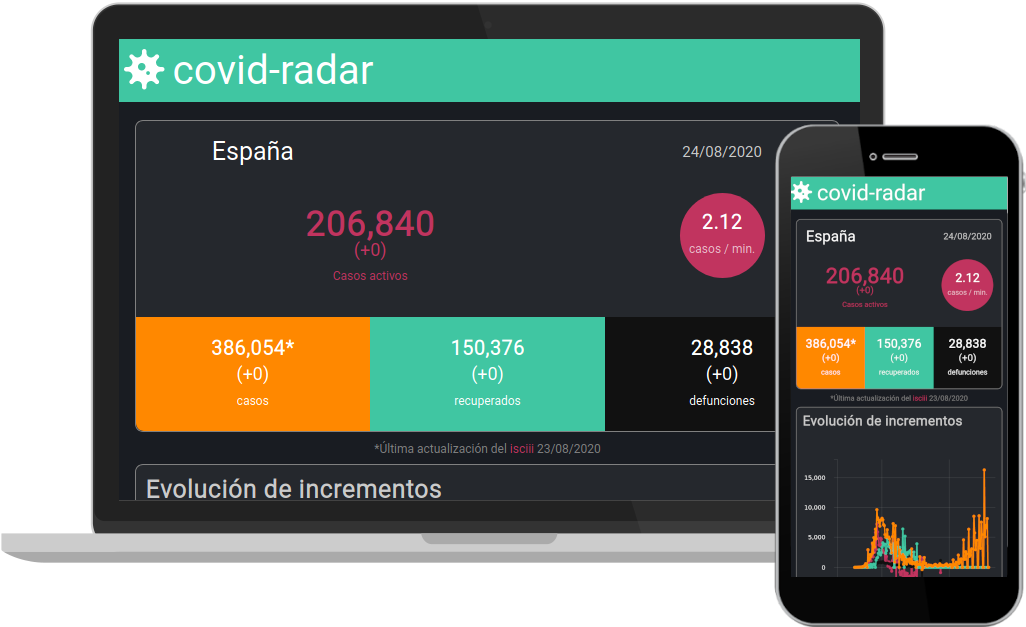 covid-radar
España
24/08/2020
206,840
(+0)
Casos activos
2.12
casos / min.
386,054*
(+0)
casos
150,376
(+0)
recuperados
28,838
(+0)
defunciones
*Última actualización del isciii 23/08/2020
Evolución de incrementos
covid-radar
España
24/08/2020
206,840
(+0)
Casos activos
2.12
casos / min.
386,054*
(+0)
casos
150,376
(+0)
recuperados
28,838
(+0)
defunciones
*Última actualización del isciii 23/08/2020
Evolución de incrementos
15,000
10,000
5,000
0